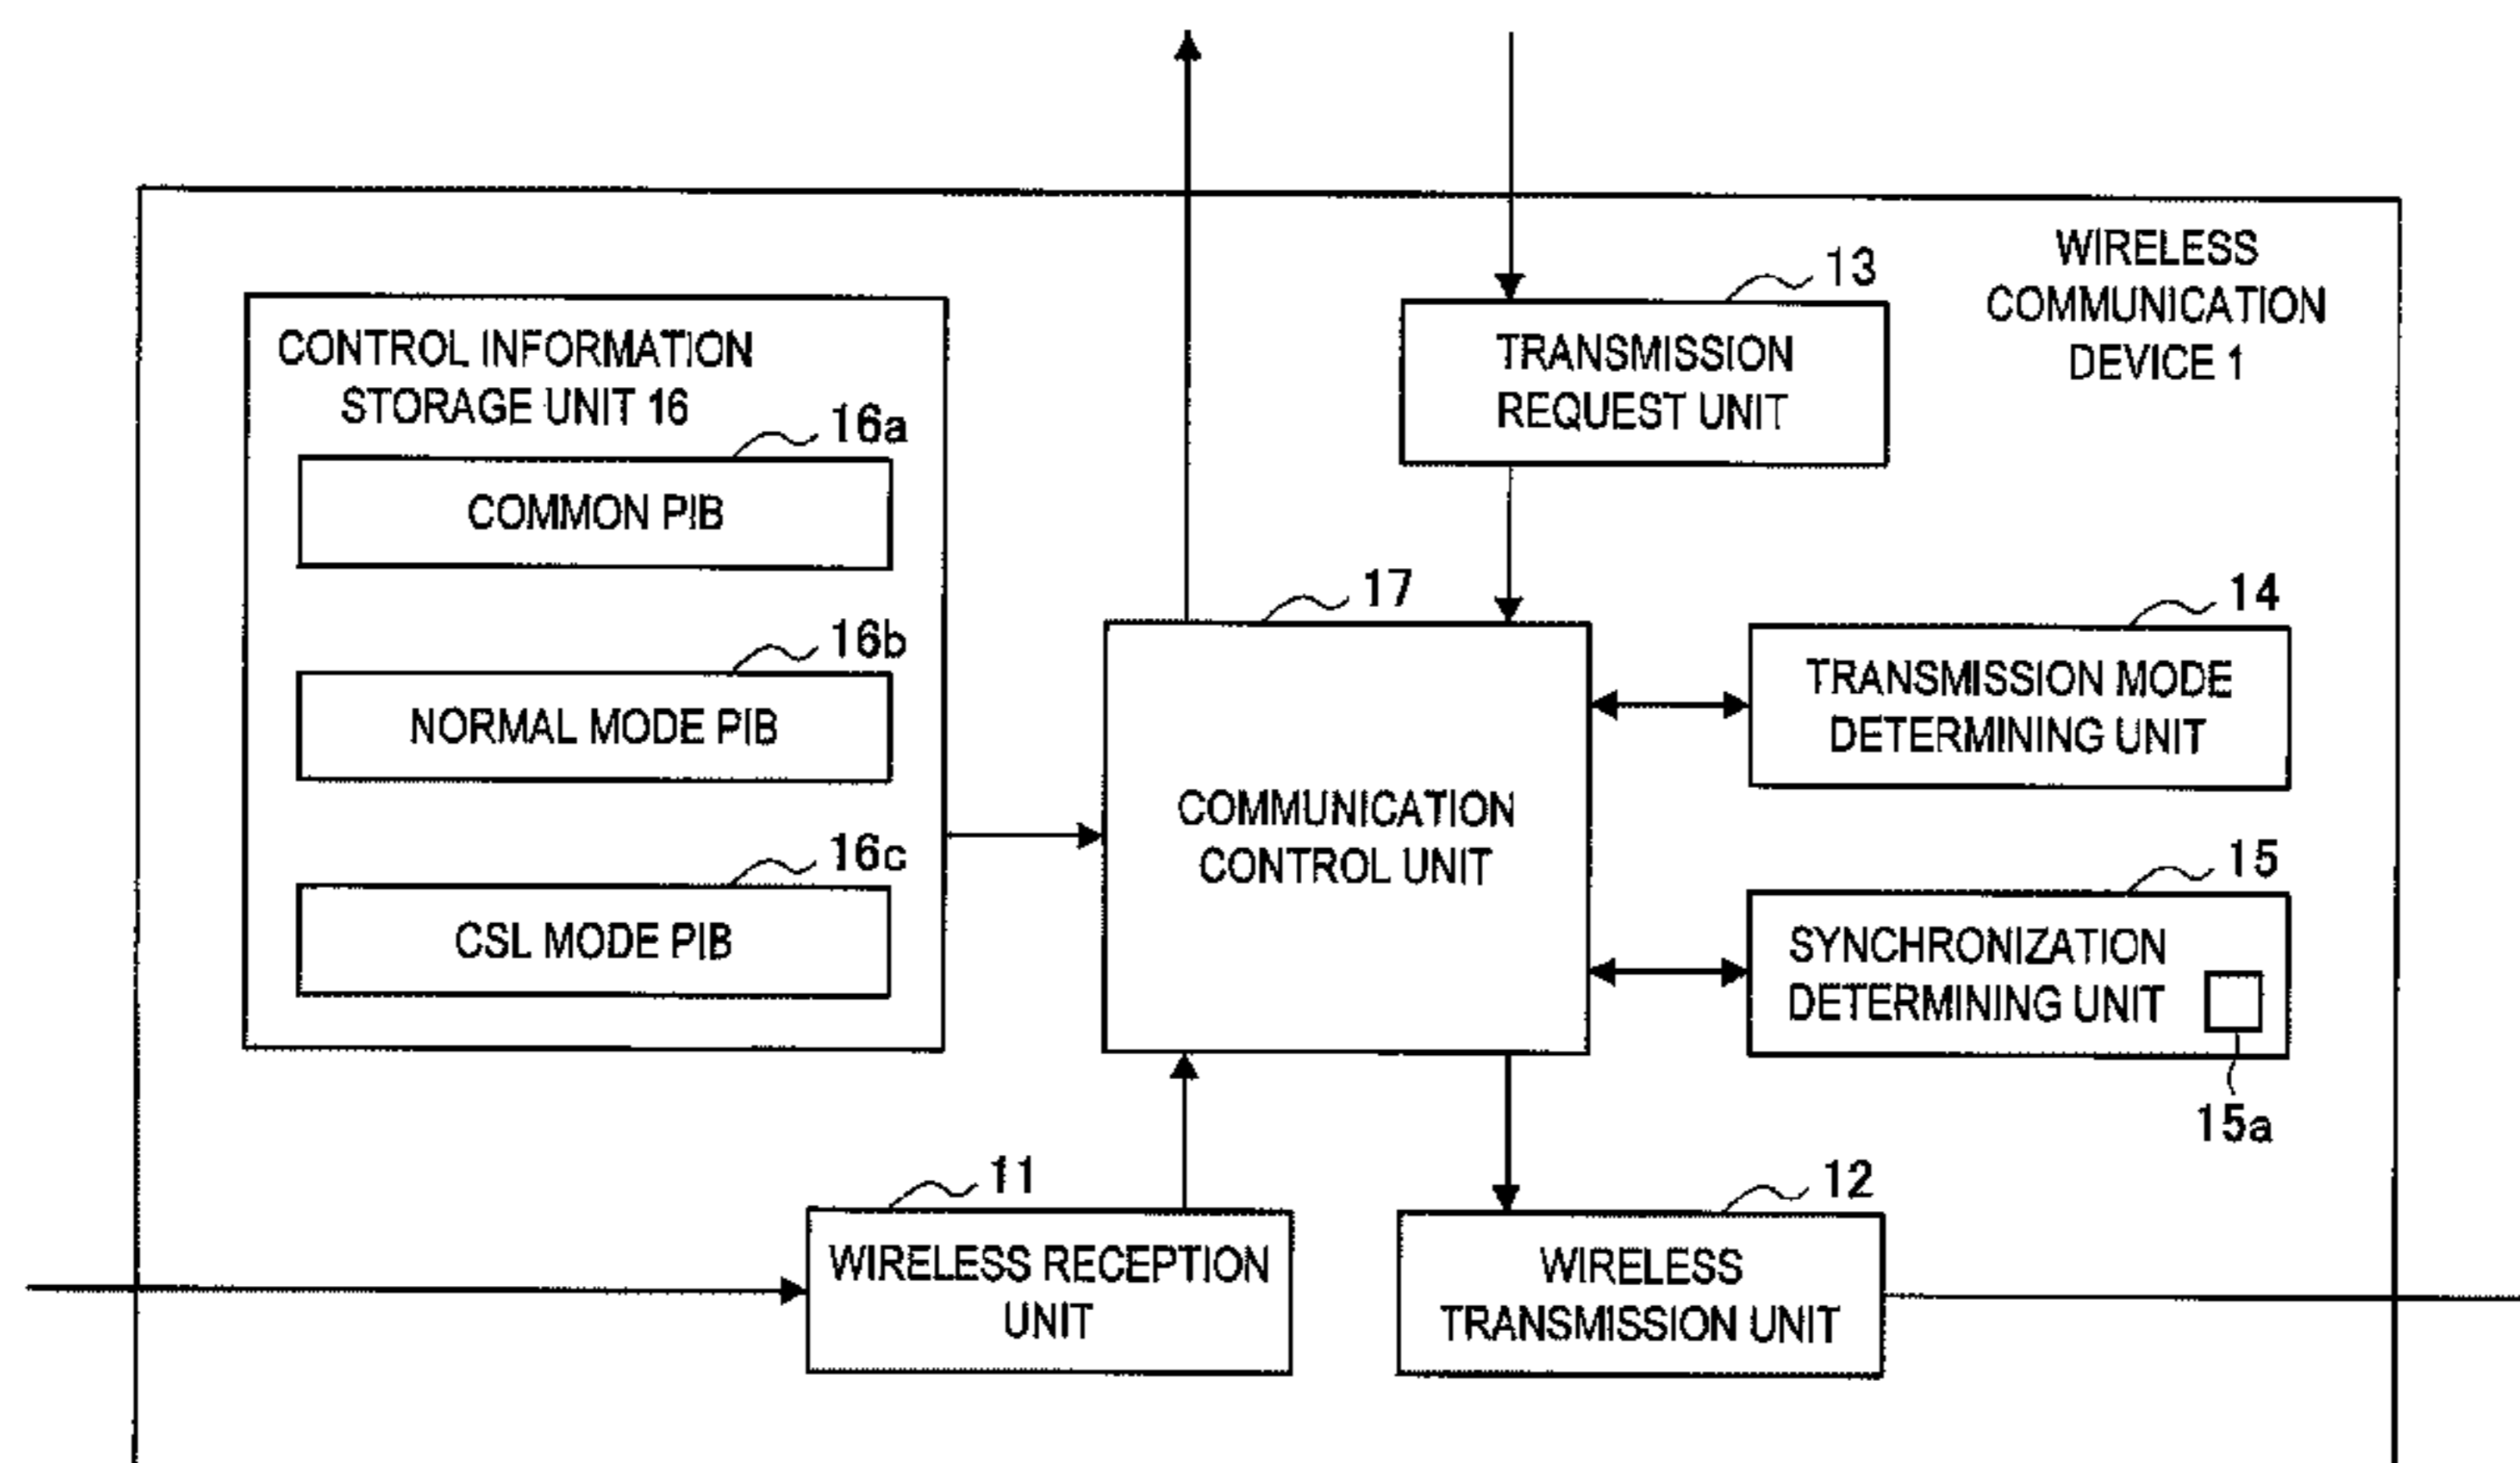 WIRELESS
COMMUNICATION
DEVICE 1
13
TRANSMISSION
REQUEST UNIT
CONTROL INFORMATION
STORAGE UNIT 16
16a
COMMON PIB
16b
NORMAL MODE PIB
16c
CSL MODE PIB
17
COMMUNICATION
CONTROL UNIT
14
TRANSMISSION MODE
DETERMINING UNIT
15
SYNCHRONIZATION
DETERMINING UNIT
15a
11
WIRELESS RECEPTION
UNIT
12
WIRELESS
TRANSMISSION UNIT